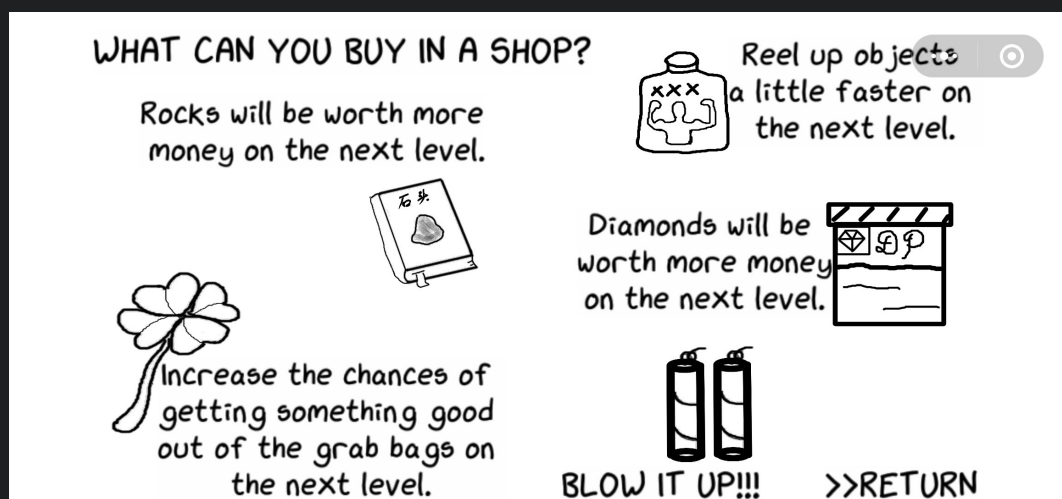 WHAT CAN YOU BUY IN A SHOP?
Rocks will be worth more
money on the next level.
石头
Increase the chances of
getting something good
out of the grab bags on
the next level.
XXX
Reel up objects
a little faster on
the next level.
Diamonds will be
worth more money
on the next level.
DP
BLOW IT UP!!!
>>RETURN